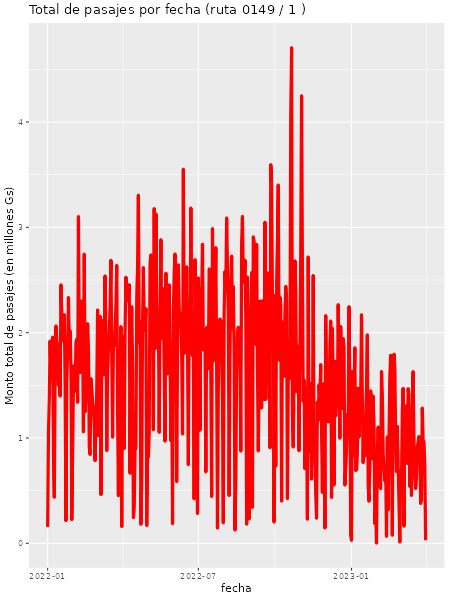 Total de pasajes por fecha (ruta 0149 / 1 )
Monto total de pasajes (en millones Gs)
4
3
2
1
0
2022-01
2022-07
2023-01
fecha